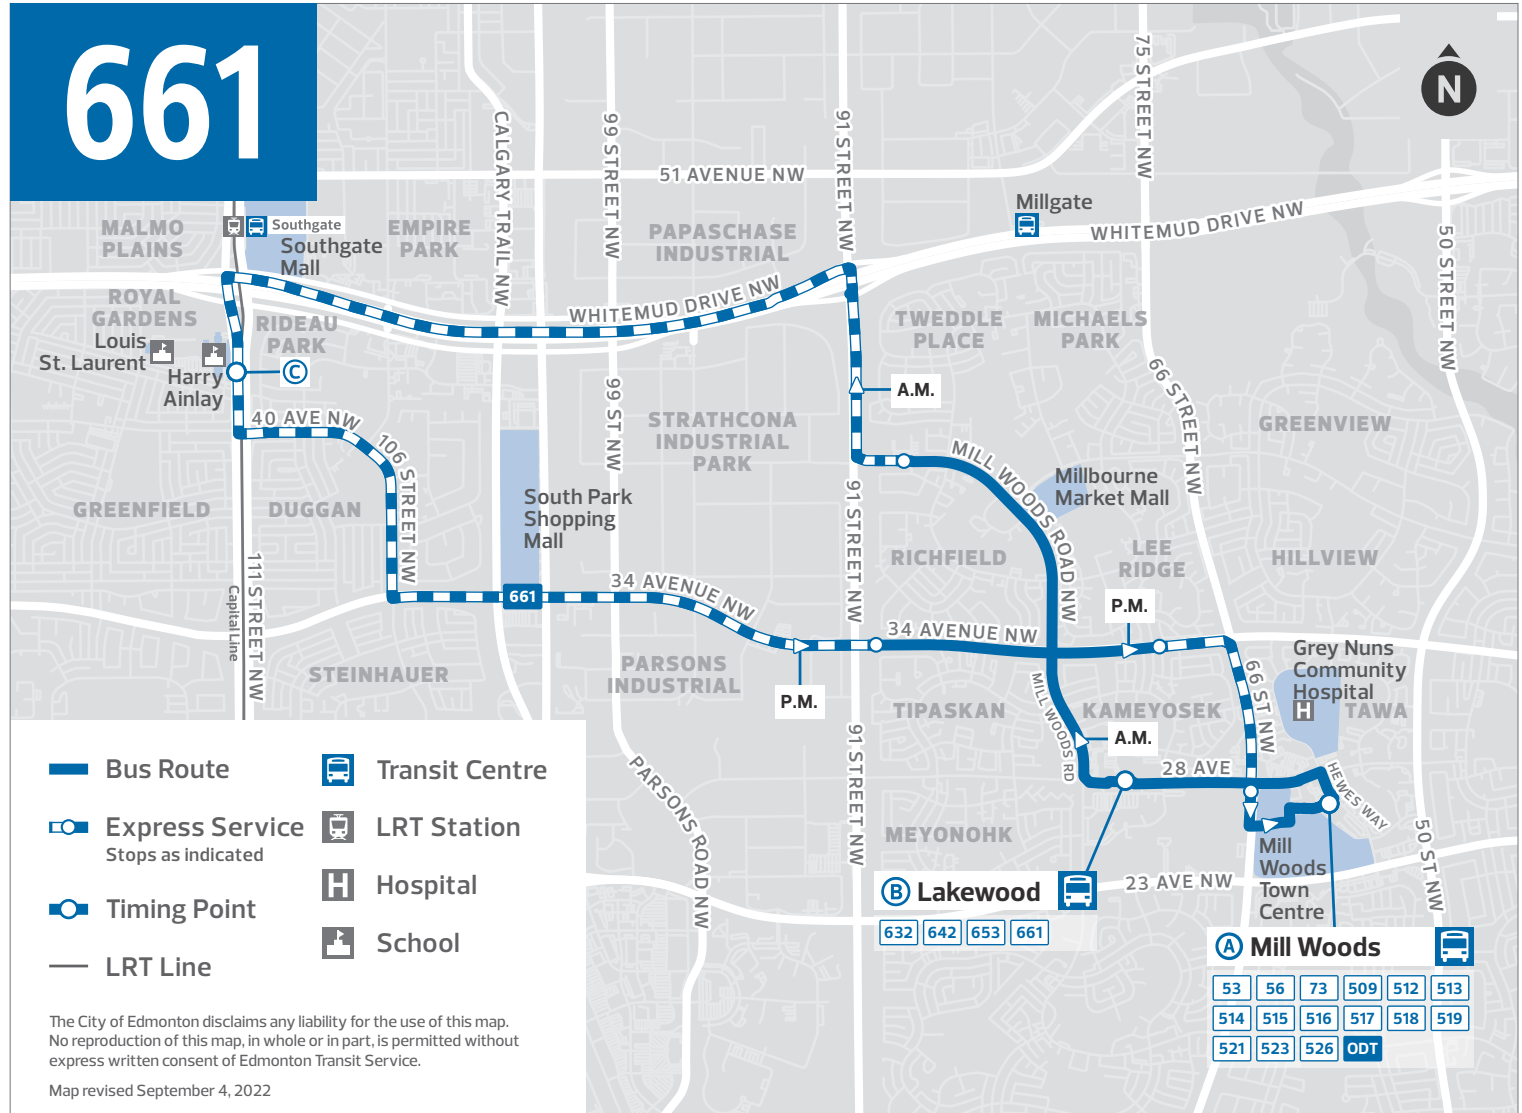 661
N
CALGARY TRAIL NW
99 STREET NW
91 STREET NW
75 STREET NW
51 AVENUE NW
MALMO
PLAINS
Southgate
Southgate
Mall
EMPIRE
PARK
PAPASCHASE
INDUSTRIAL
Millgate
WHITEMUD DRIVE NW
50 STREET NW
ROYAL
GARDENS
RIDEAU
PARK
WHITEMUD DRIVE NW
TWEDDLE
PLACE
MICHAELS
PARK
Louis
St. Laurent
Harry
Ainlay
C
A.M.
66 STREET NW
99 ST NW
40 AVE NW
106 STREET NW
STRATHCONA
INDUSTRIAL
PARK
GREENVIEW
MILL WOODS ROAD NW
Millbourne
Market Mall
GREENFIELD
DUGGAN
South Park
Shopping
Mall
91 STREET NW
RICHFIELD
LEE
RIDGE
HILLVIEW
111 STREET NW
Capital Line
661
34 AVENUE NW
P.M.
34 AVENUE NW
STEINHAUER
PARSONS
INDUSTRIAL
P.M.
Grey Nuns
Community
Hospital
H
TAWA
66 ST NW
MILL WOODS RD
TIPASKAN
KAMEYOSEK
A.M.
28 AVE
HEWES WAY
PARSONS ROAD NW
91 STREET NW
MEYONOHK
50 ST NW
Mill
Woods
Town
Centre
23 AVE NW
B Lakewood
632 642 653 661
A Mill Woods
53 56 73 509 512 513
514 515 516 517 518 519
521 523 526 ODT
Bus Route
Express Service
Stops as indicated
Timing Point
LRT Line
Transit Centre
LRT Station
H Hospital
School
The City of Edmonton disclaims any liability for the use of this map.
No reproduction of this map, in whole or in part, is permitted without
express written consent of Edmonton Transit Service.
Map revised September 4, 2022